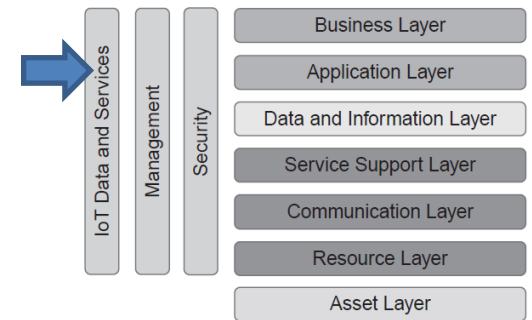 IoT Data and Services
Management
Security
Business Layer
Application Layer
Data and Information Layer
Service Support Layer
Communication Layer
Resource Layer
Asset Layer